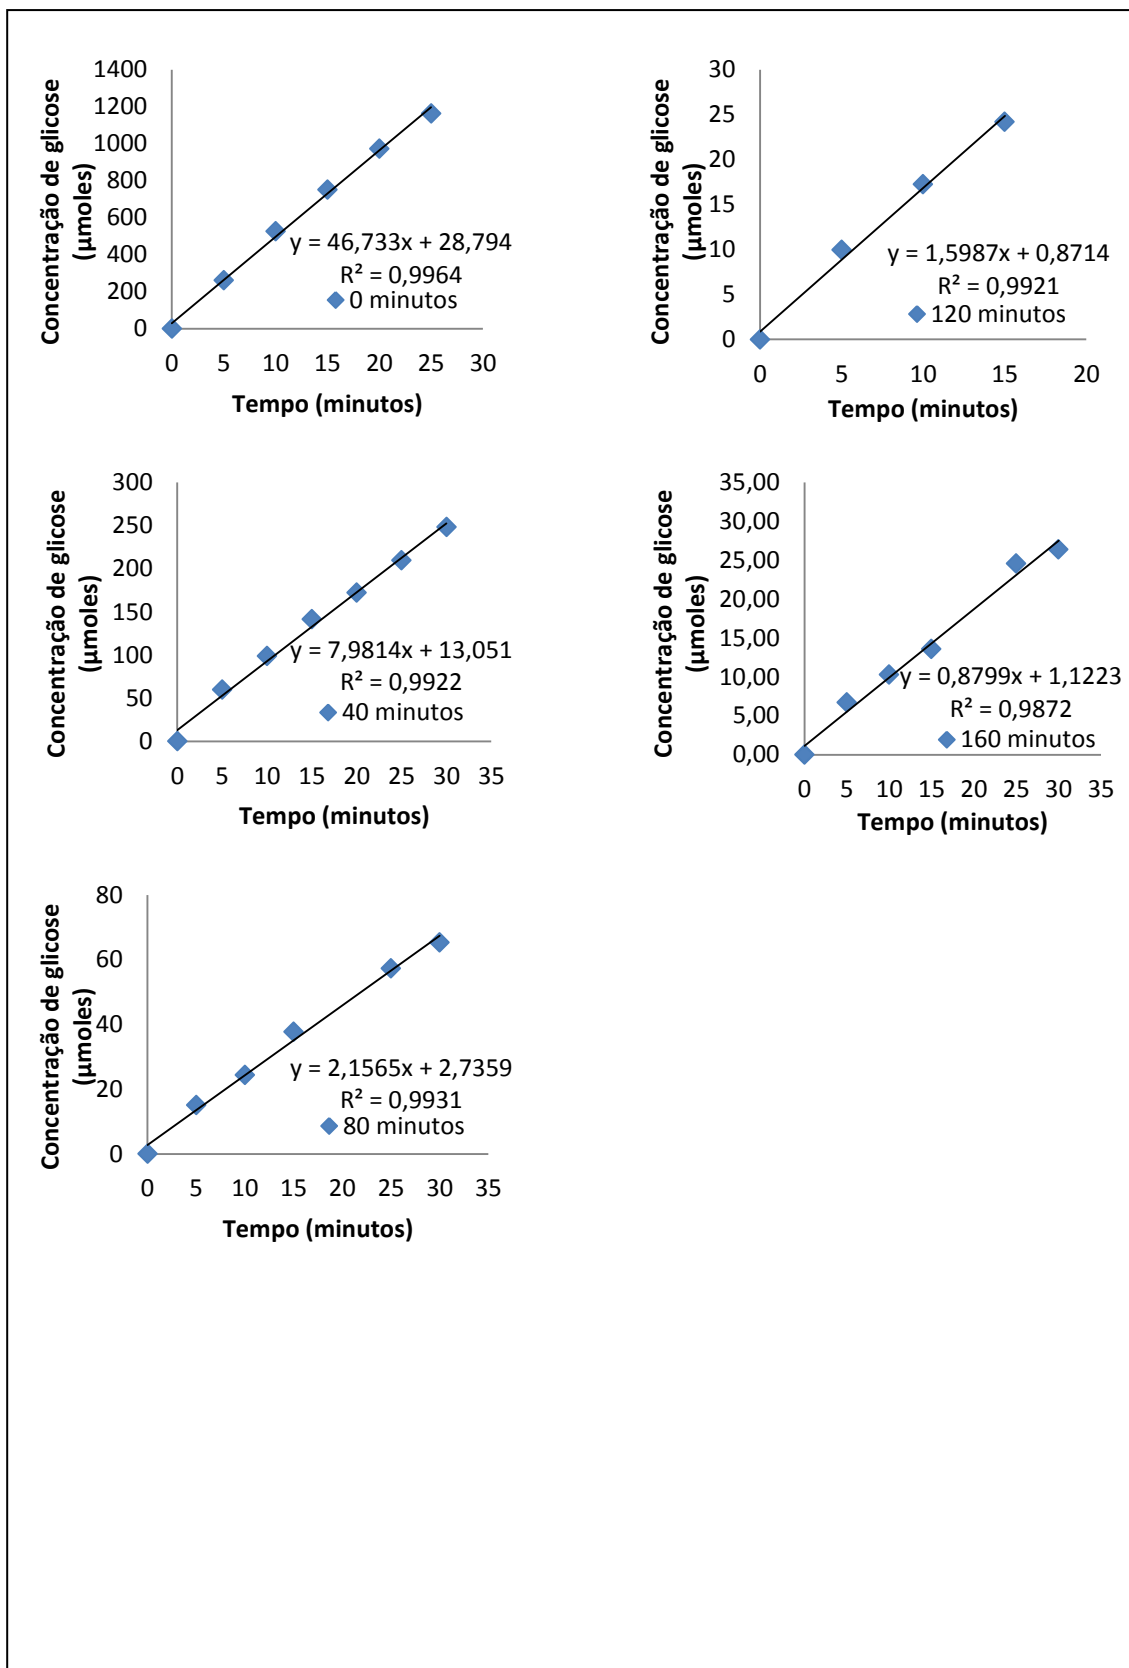 Concentração de glicose
(µmoles)
1400
1200
1000
800
600
400
200
0
y = 46,733x + 28,794
R² = 0,9964
0 minutos
0 5 10 15 20 25 30
Tempo (minutos)
Concentração de glicose
(µmoles)
30
25
20
15
10
5
0
y = 1,5987x + 0,8714
R² = 0,9921
120 minutos
0 5 10 15 20
Tempo (minutos)
Concentração de glicose
(µmoles)
300
250
200
150
100
50
0
y = 7,9814x + 13,051
R² = 0,9922
40 minutos
0 5 10 15 20 25 30 35
Tempo (minutos)
Concentração de glicose
(µmoles)
35,00
30,00
25,00
20,00
15,00
10,00
5,00
0,00
y = 0,8799x + 1,1223
R² = 0,9872
160 minutos
0 5 10 15 20 25 30 35
Tempo (minutos)
Concentração de glicose
(µmoles)
80
60
40
20
0
y = 2,1565x + 2,7359
R² = 0,9931
80 minutos
0 5 10 15 20 25 30 35
Tempo (minutos)